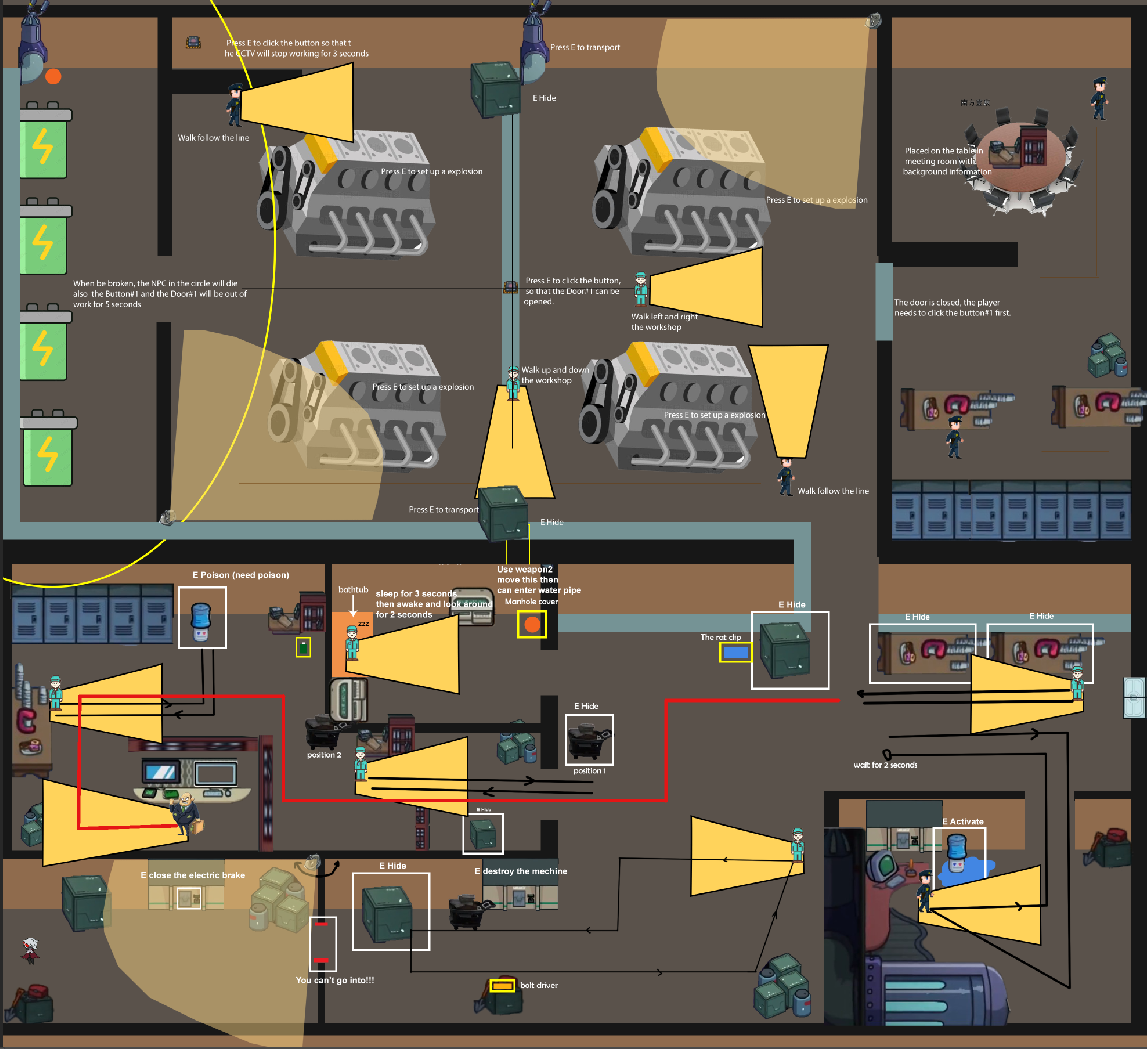 Press E to click the button so that t
he CCTV will stop working for 3 seconds
Press E to transport
E Hide
Walk follow the line
Press E to set up a explosion
Press E to set up a explosion
Placed on the table in
meeting room with
background information
When be broken, the NPC in the circle will die
also the Button#1 and the Door#1 will be out of
work for 5 seconds
Press E to click the button,
so that the Door#1 can be
opened.
Walk left and right
the workshop
The door is closed, the player
needs to click the button#1 first.
Walk up and down
the workshop
Press E to set up a explosion
Press E to set up a explosion
Walk follow the line
Press E to transport
E Hide
Use weapon2
move this then
can enter water pipe
Manhole cover
E Poison (need poison)
bathtub
sleep for 3 seconds
then awake and look around
for 2 seconds
zzz
The rat clip
E Hide
E Hide
E Hide
position 2
E Hide
position 1
wait for 2 seconds
E Hide
E Activate
E close the electric brake
E Hide
E destroy the mechine
You can't go into!!!
bolt driver